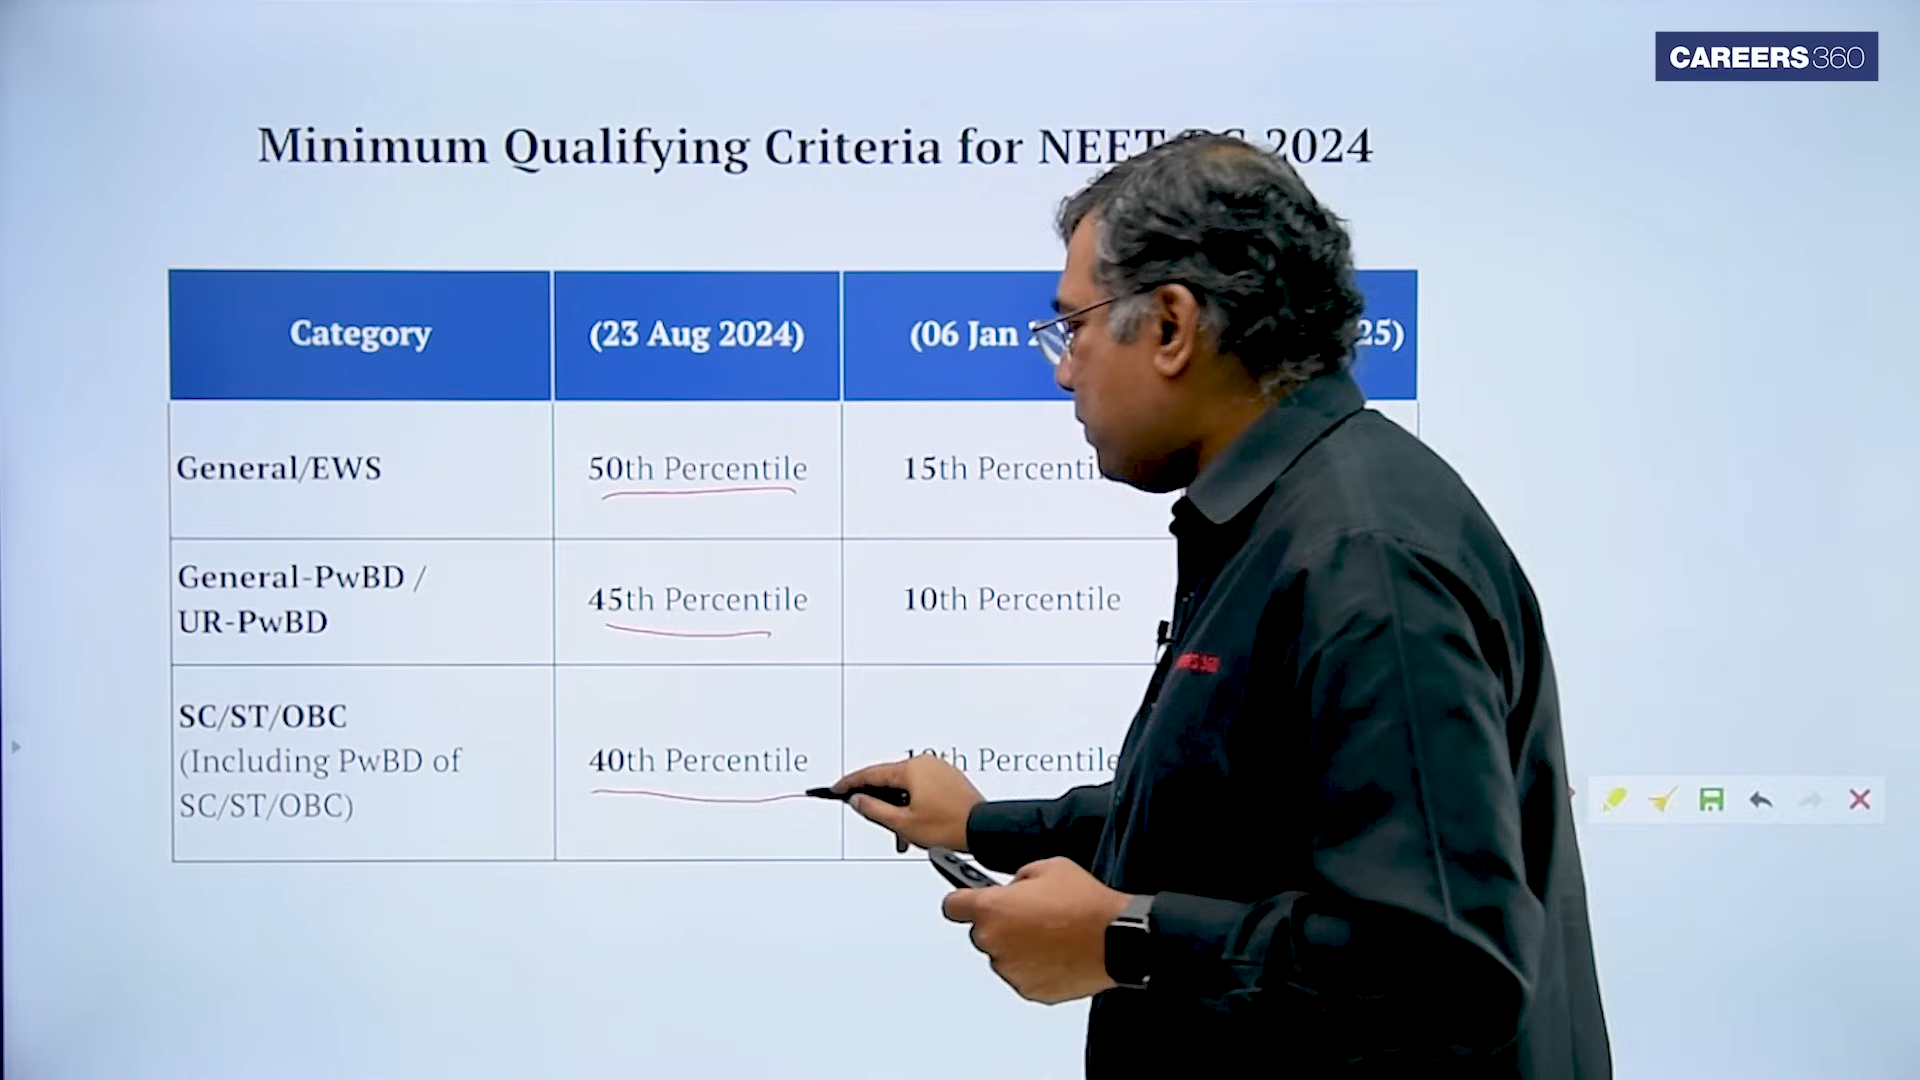 CAREERS360
Minimum Qualifying Criteria for NEET 2024
Category
(23 Aug 2024)
(06 Jan
25)
General/EWS
50th Percentile
15th
General-PwBD /
UR-PwBD
45th Percentile
10th Percentile
SC/ST/OBC
(Including PwBD of
SC/ST/OBC)
40th Percentile
10th Percentile